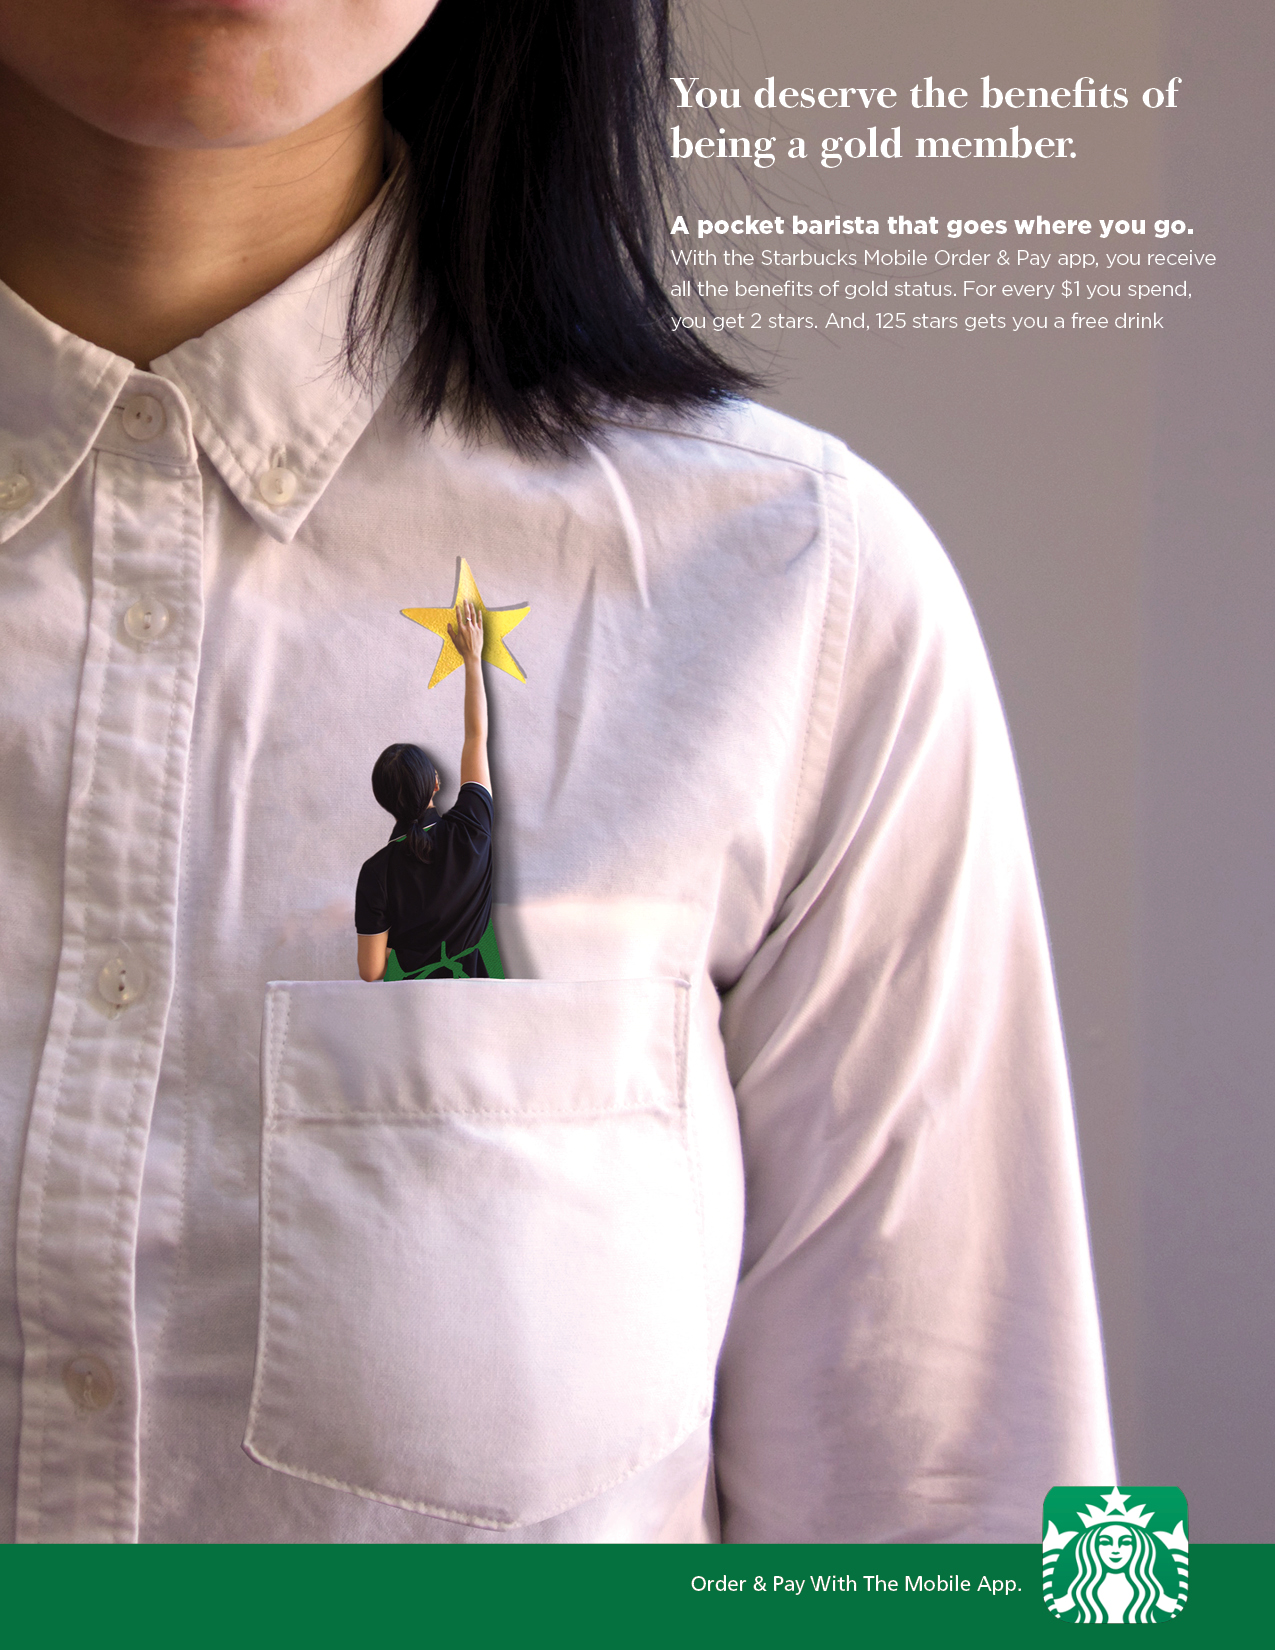 You deserve the benefits of
being a gold member.
A pocket barista that goes where you go.
With the Starbucks Mobile Order & Pay app, you receive
all the benefits of gold status. For every $1 you spend,
you get 2 stars. And, 125 stars gets you a free drink
Order & Pay With The Mobile App.